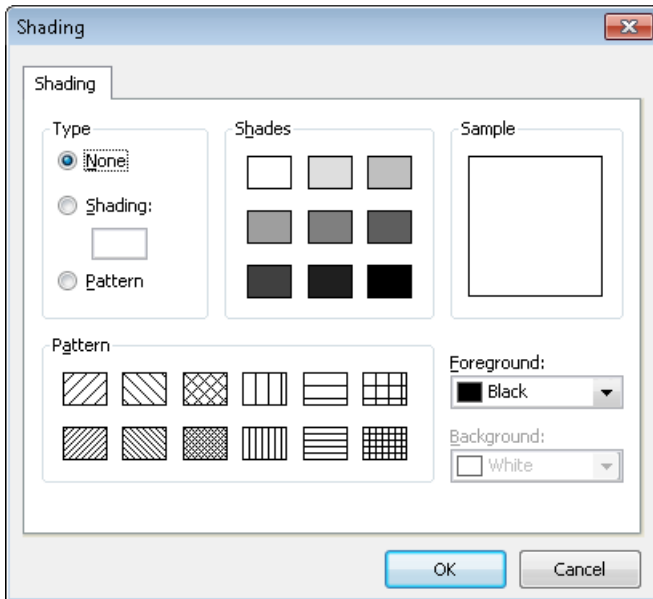 Shading
Shading
Type
None
Shading:
Pattern
Shades
Sample
Pattern
Foreground:
Black
Background:
White
OK
Cancel